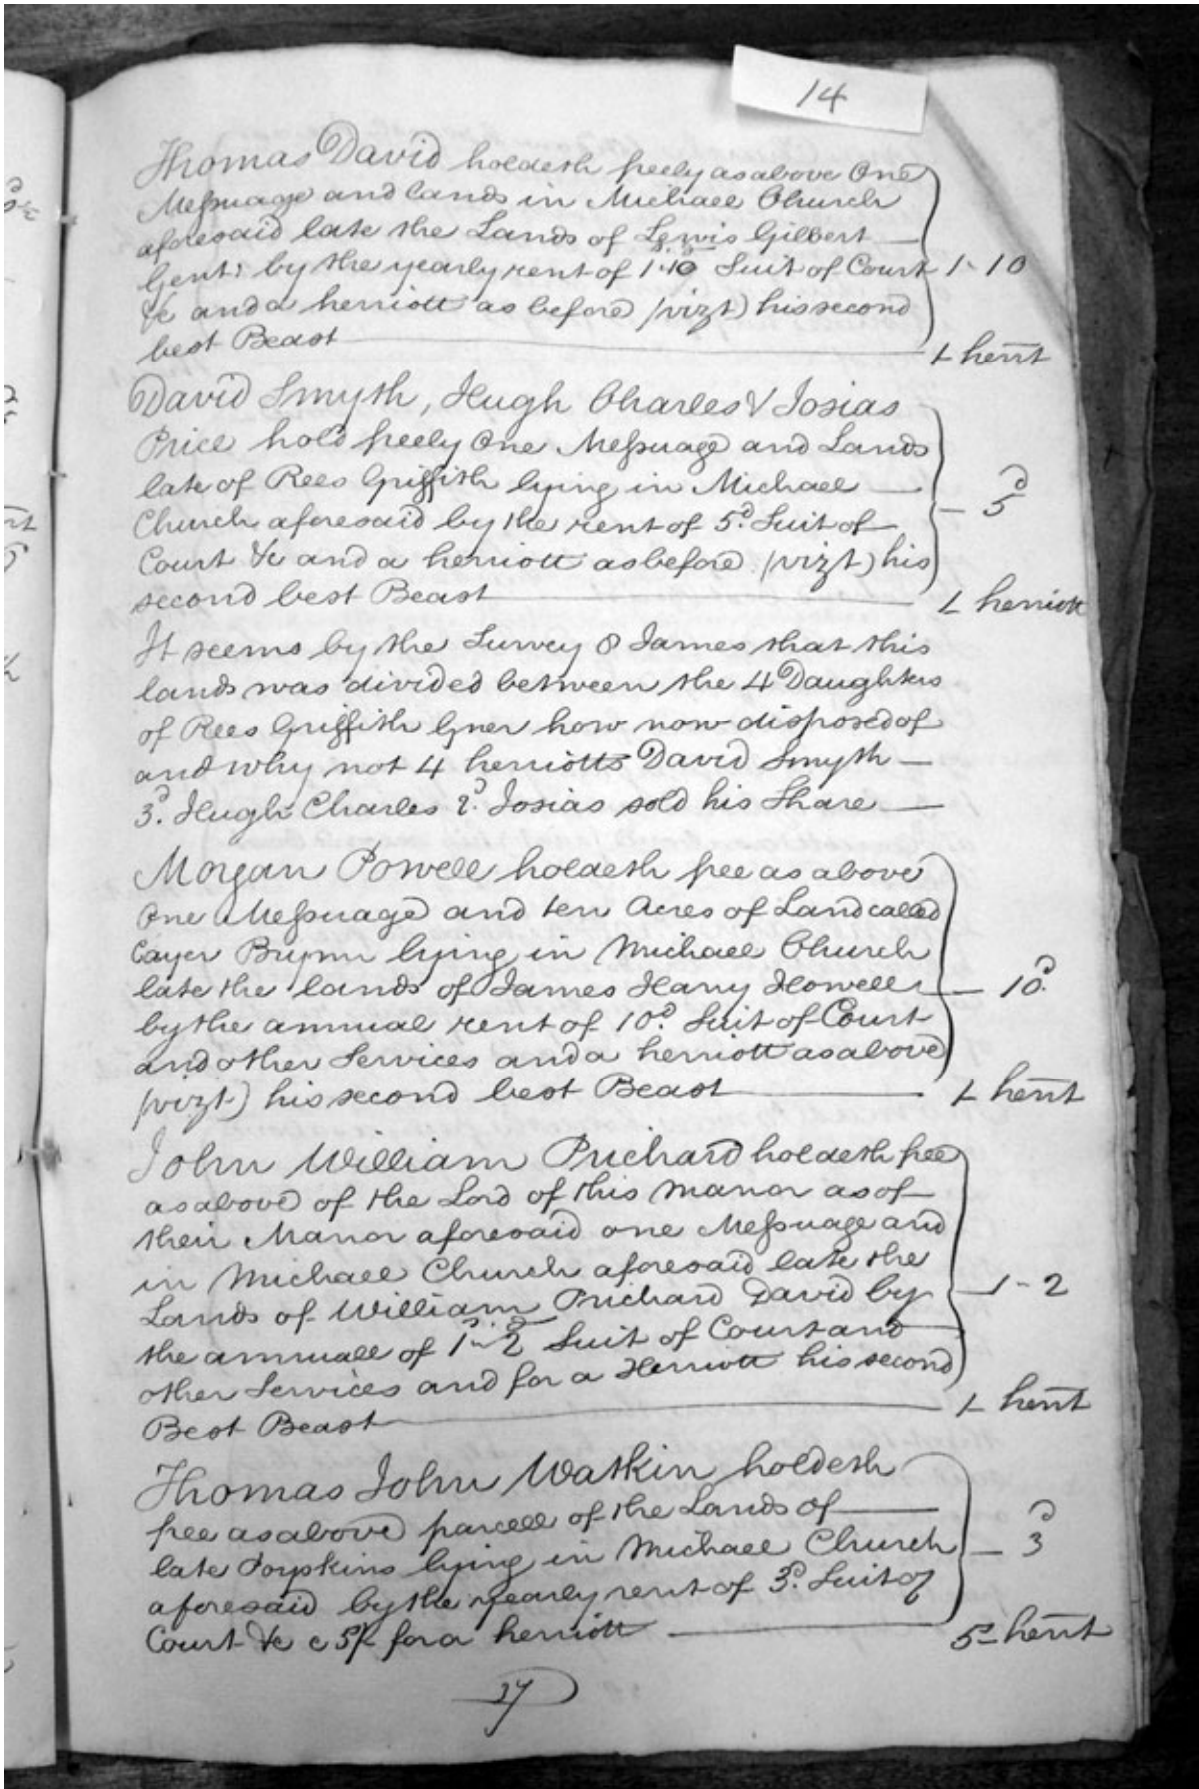 14
Thomas David holdeth freely as above One
Messuage and lands in Michael Church
aforesaid late the Lands of Lewis Gilbert
Gent: by the yearly rent of 1s.10d Suit of Court 1-10
&c and a herriott as before (vizt) his second
best Beast 1 herit
David Smyth, Hugh Charles & Josias
Price hold freely One Messuage and Lands
late of Rees Griffith lying in Michael
Church aforesaid by the rent of 5d. Suit of 5d
Court &c and a herriott as before (vizt) his
second best Beast 1 herriott
It seems by the Survey 8 James that this
lands was divided between the 4 Daughters
of Rees Griffith how now disposed of
and why not 4 herriotts David Smyth
3d. Hugh Charles 2d. Josias sold his Share
Morgan Powell holdeth free as above
One Messuage and ten Acres of Land called
Cayer Brynn lying in Michael Church
late the lands of James Harry Howell 10d.
by the annual rent of 10d. Suit of Court
and other Services and a herriott as above
(vizt) his second best Beast 1 herit
John William Prichard holdeth free
as above of the Lord of this manor as of
their Manor aforesaid one Messuage and
in Michael Church aforesaid late the
Lands of William Prichard David by 1-2
the annuall of 1s-2d Suit of Court and
other Services and for a Herriott his second
Best Beast 1 herit
Thomas John Watkin holdeth
free as above parcell of the Lands of
late lying in Michael Church 3d
aforesaid by the yearly rent of 3d. Suit of
Court &c 5/- for a herriott 5s herit
37